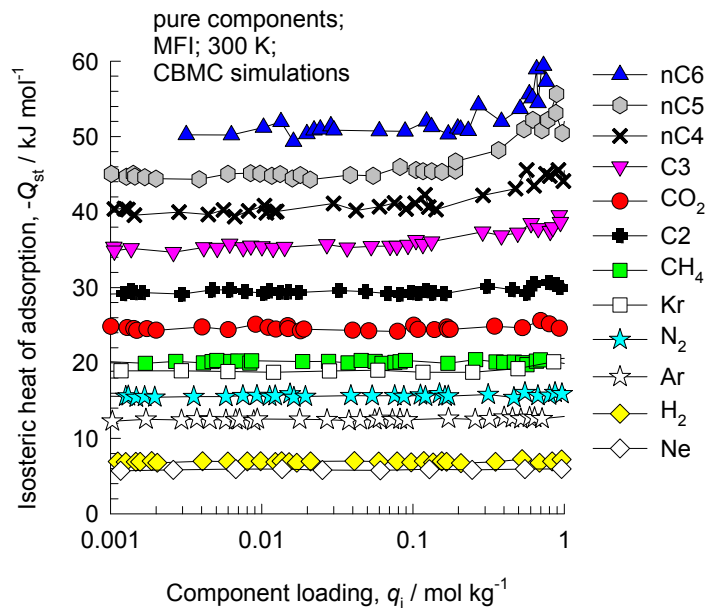 pure components;
MFI; 300 K;
CBMC simulations
Isosteric heat of adsorption, -Q_st / kJ mol⁻¹
60
50
40
30
20
10
0
0.001
0.01
0.1
1
Component loading, q_i / mol kg⁻¹
nC6
nC5
nC4
C3
CO₂
C2
CH₄
Kr
N₂
Ar
H₂
Ne